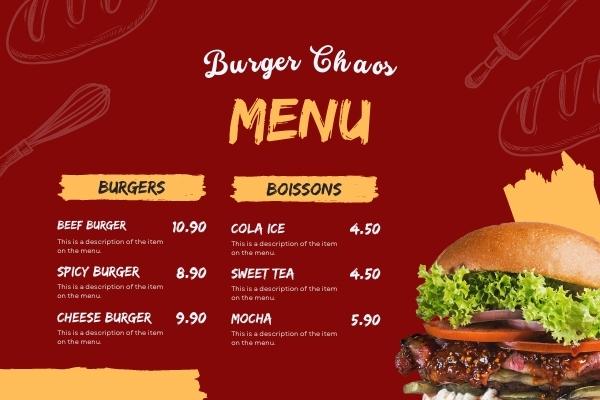 Burger Chaos
MENU
BURGERS
BEEF BURGER 10.90
This is a description of the item
on the menu.
SPICY BURGER 8.90
This is a description of the item
on the menu.
CHEESE BURGER 9.90
This is a description of the item
on the menu.
BOISSONS
COLA ICE 4.50
This is a description of the item
on the menu.
SWEET TEA 4.50
This is a description of the item
on the menu.
MOCHA 5.90
This is a description of the item
on the menu.